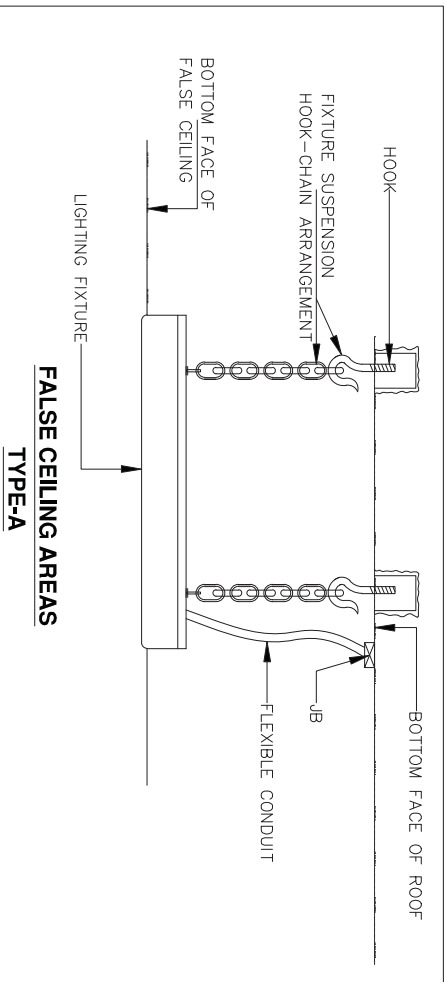 HOOK
FIXTURE SUSPENSION
HOOK-CHAIN ARRANGEMENT
BOTTOM FACE OF
FALSE CEILING
BOTTOM FACE OF ROOF
JB
FLEXIBLE CONDUIT
LIGHTING FIXTURE
FALSE CEILING AREAS
TYPE-A